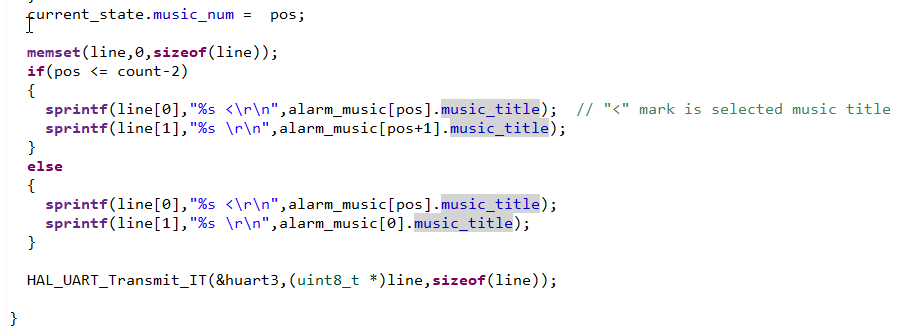 current_state.music_num =  pos;
memset(line,0,sizeof(line));
if(pos <= count-2)
{
sprintf(line[0],"%s <\r\n",alarm_music[pos].music_title);  // "<" mark is selected music title
sprintf(line[1],"%s \r\n",alarm_music[pos+1].music_title);
}
else
{
sprintf(line[0],"%s <\r\n",alarm_music[pos].music_title);
sprintf(line[1],"%s \r\n",alarm_music[0].music_title);
}
HAL_UART_Transmit_IT(&huart3,(uint8_t *)line,sizeof(line));
}